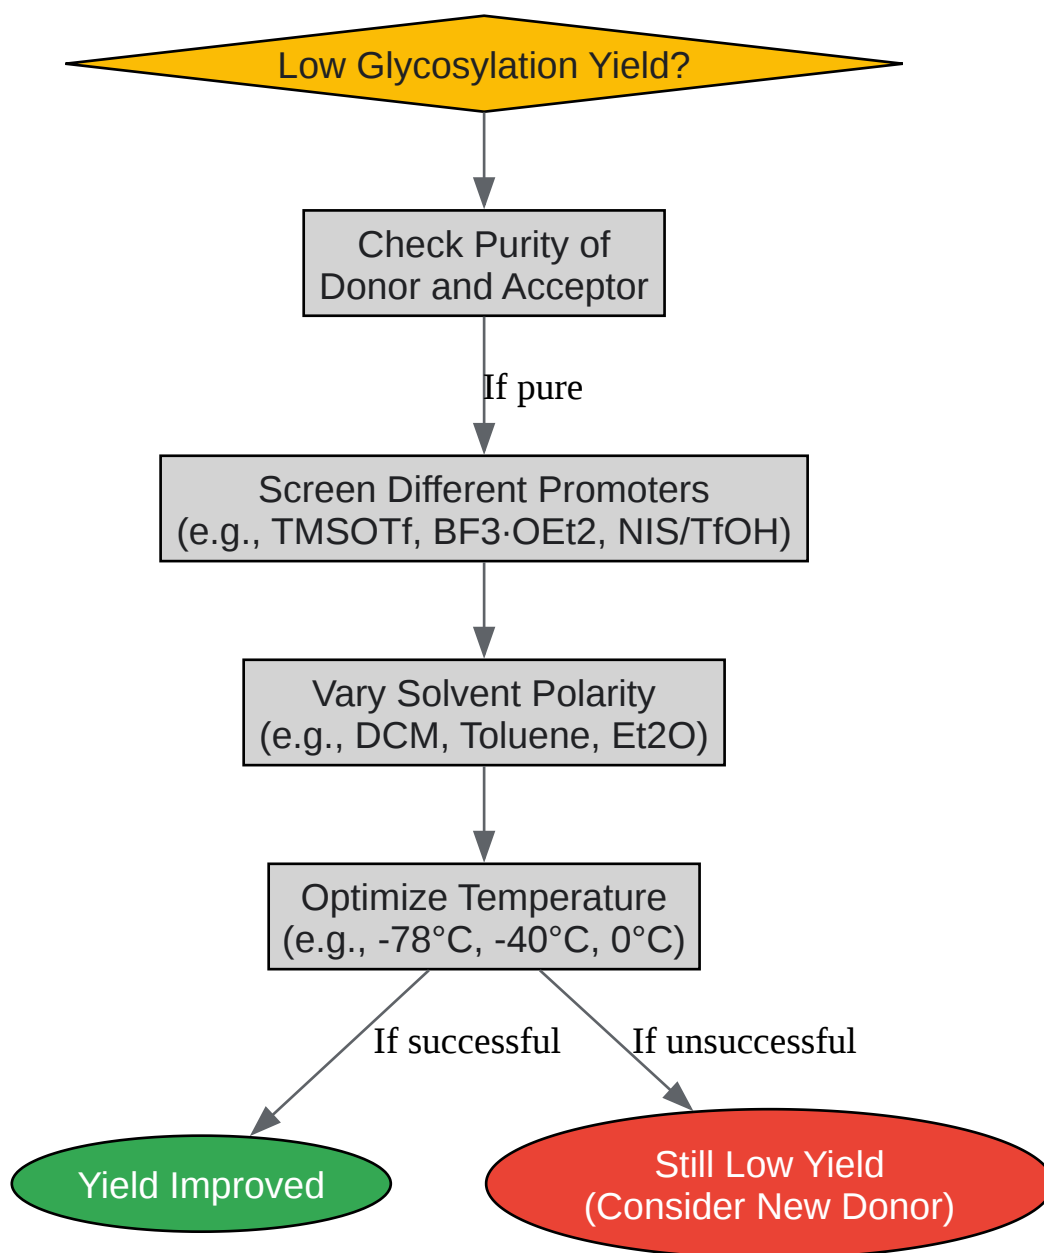 Low Glycosylation Yield?
Check Purity of
Donor and Acceptor
If pure
Screen Different Promoters
(e.g., TMSOTf, BF3·OEt2, NIS/TfOH)
Vary Solvent Polarity
(e.g., DCM, Toluene, Et2O)
Optimize Temperature
(e.g., -78°C, -40°C, 0°C)
If successful
If unsuccessful
Yield Improved
Still Low Yield
(Consider New Donor)